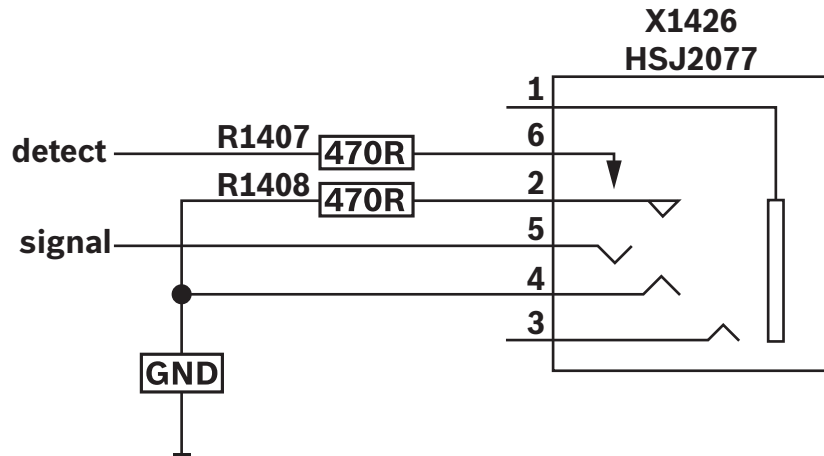 X1426
HSJ2077
1
detect
R1407
470R
6
R1408
470R
2
signal
5
4
3
GND